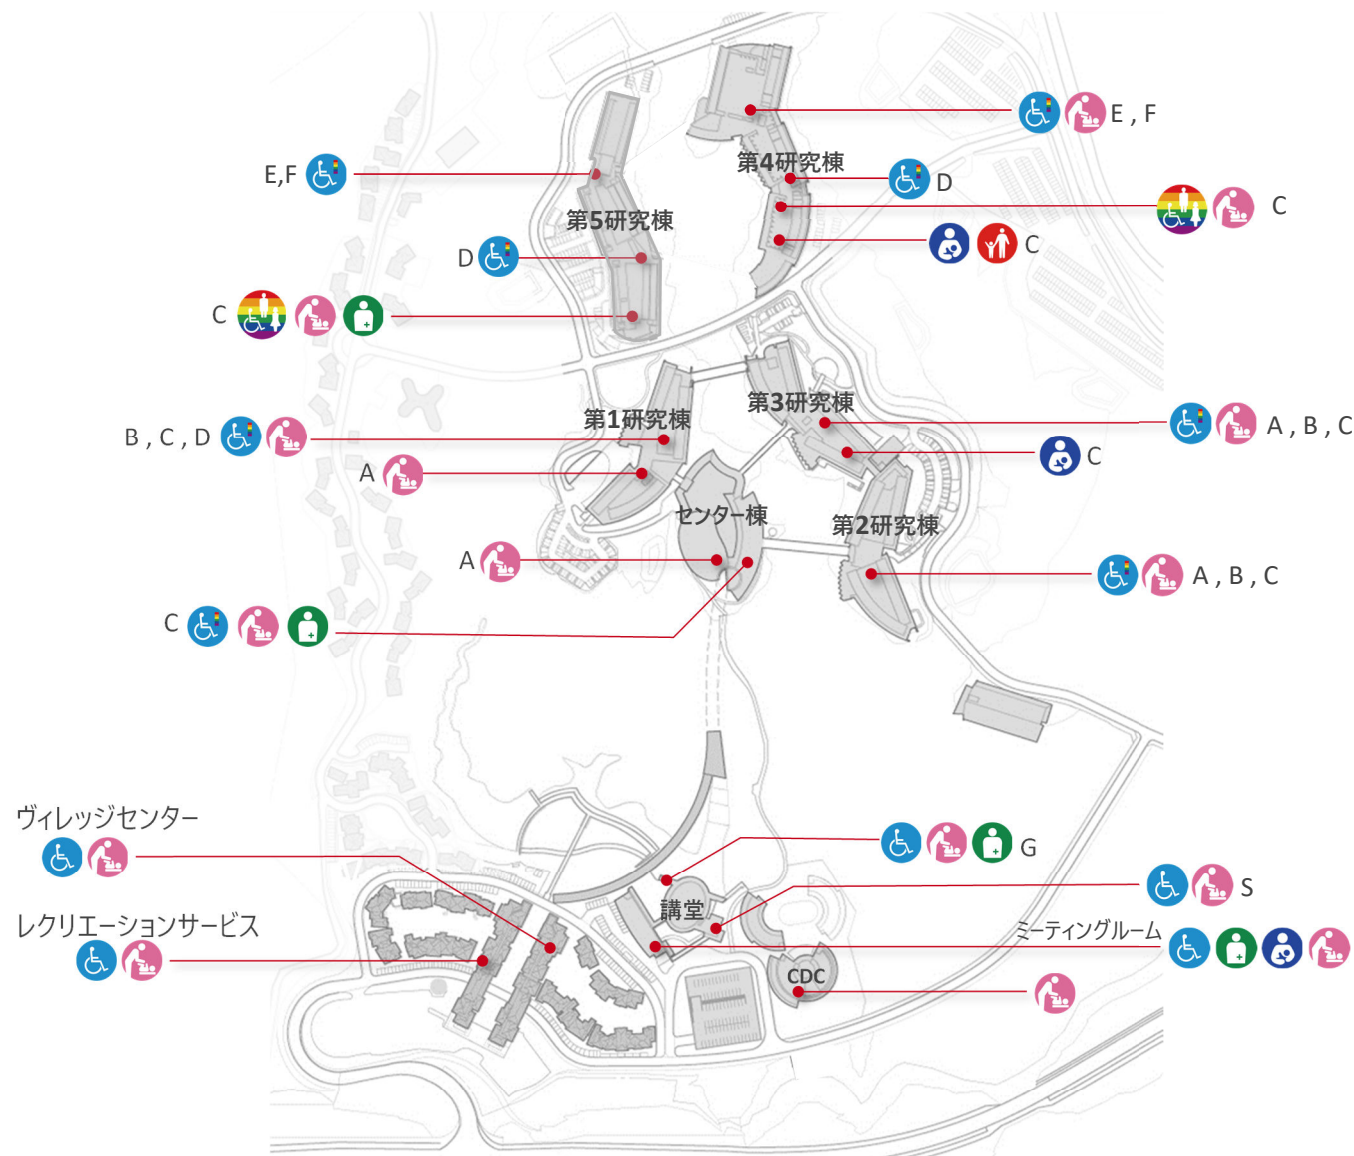 E , F
第4研究棟
E,F
D
C
第5研究棟
C
D
C
第3研究棟
第1研究棟
A , B , C
B , C , D
C
A
センター棟
第2研究棟
A
A , B , C
C
ヴィレッジセンター
G
S
講堂
レクリエーションサービス
ミーティングルーム
CDC